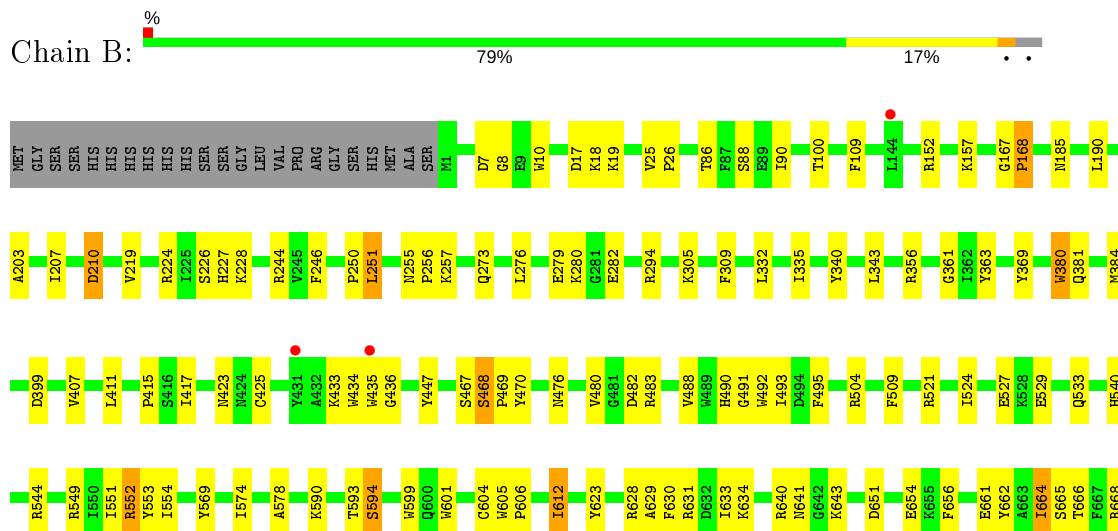 %
Chain B:
79% 17% • •
MET GLY SER SER HIS HIS HIS HIS HIS HIS SER SER GLY LEU VAL PRO ARG GLY SER HIS MET ALA SER M1 D7 G8 E9 W10 D17 K18 K19 V25 P26 T86 F87 S88 E89 I90 T100 F109 L144 R152 K157 G167 P168 N185 L190
A203 I207 D210 V219 R224 I225 S226 H227 K228 R244 V245 F246 P250 L251 N255 P256 K257 Q273 L276 E279 K280 G281 E282 R294 K305 F309 L332 I335 Y340 L343 R356 G361 I362 Y363 Y369 W380 Q381 M384
D399 V407 L411 P415 S416 I417 N423 N424 C425 Y431 A432 K433 W434 W435 G436 Y447 S467 S468 P469 Y470 N476 V480 G481 D482 R483 V488 W489 H490 G491 W492 I493 D494 F495 R504 F509 R521 I524 E527 K528 E529 Q533 H540
R544 R549 I550 I551 R552 Y553 I554 Y569 I574 A578 K590 T593 S594 W599 Q600 W601 C604 W605 P606 I612 Y623 R628 A629 F630 R631 D632 I633 K634 R640 N641 G642 K643 D651 E654 K655 F656 E661 Y662 A663 I664 S665 T666 F667 K668